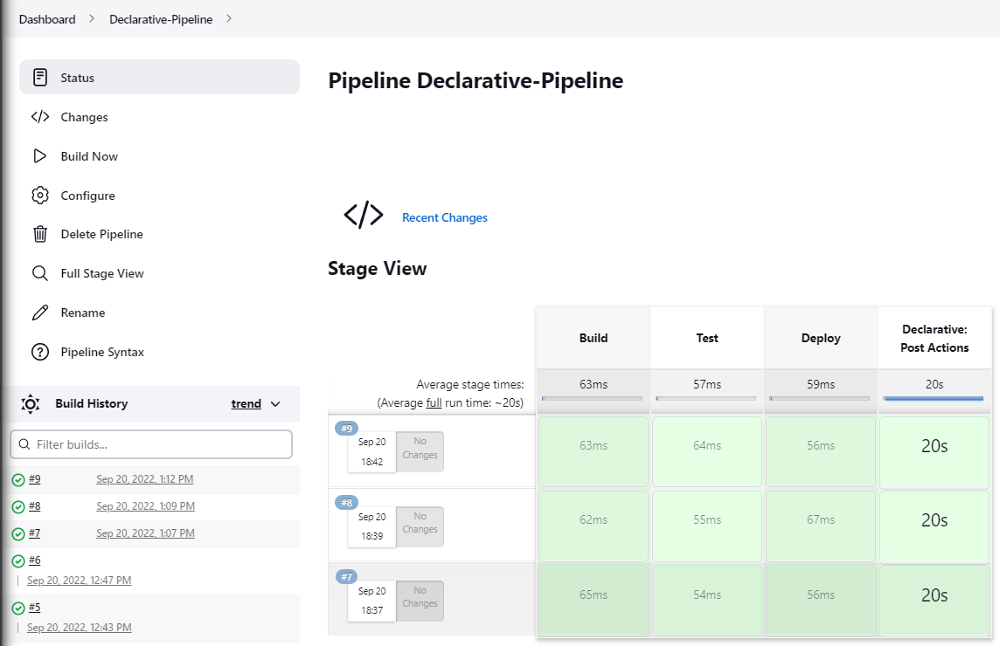 Dashboard > Declarative-Pipeline >
Status
Changes
Build Now
Configure
Delete Pipeline
Full Stage View
Rename
Pipeline Syntax
Build History
trend
Filter builds...
#9 Sep 20, 2022, 1:12 PM
#8 Sep 20, 2022, 1:09 PM
#7 Sep 20, 2022, 1:07 PM
#6
Sep 20, 2022, 12:47 PM
#5
Sep 20, 2022, 12:43 PM
Pipeline Declarative-Pipeline
Recent Changes
Stage View
Build Test Deploy Declarative:
Post Actions
Average stage times: 63ms 57ms 59ms 20s
(Average full run time: ~20s)
#9
Sep 20 No
18:42 Changes
63ms 64ms 56ms 20s
#8
Sep 20 No
18:39 Changes
62ms 55ms 67ms 20s
#7
Sep 20 No
18:37 Changes
65ms 54ms 56ms 20s